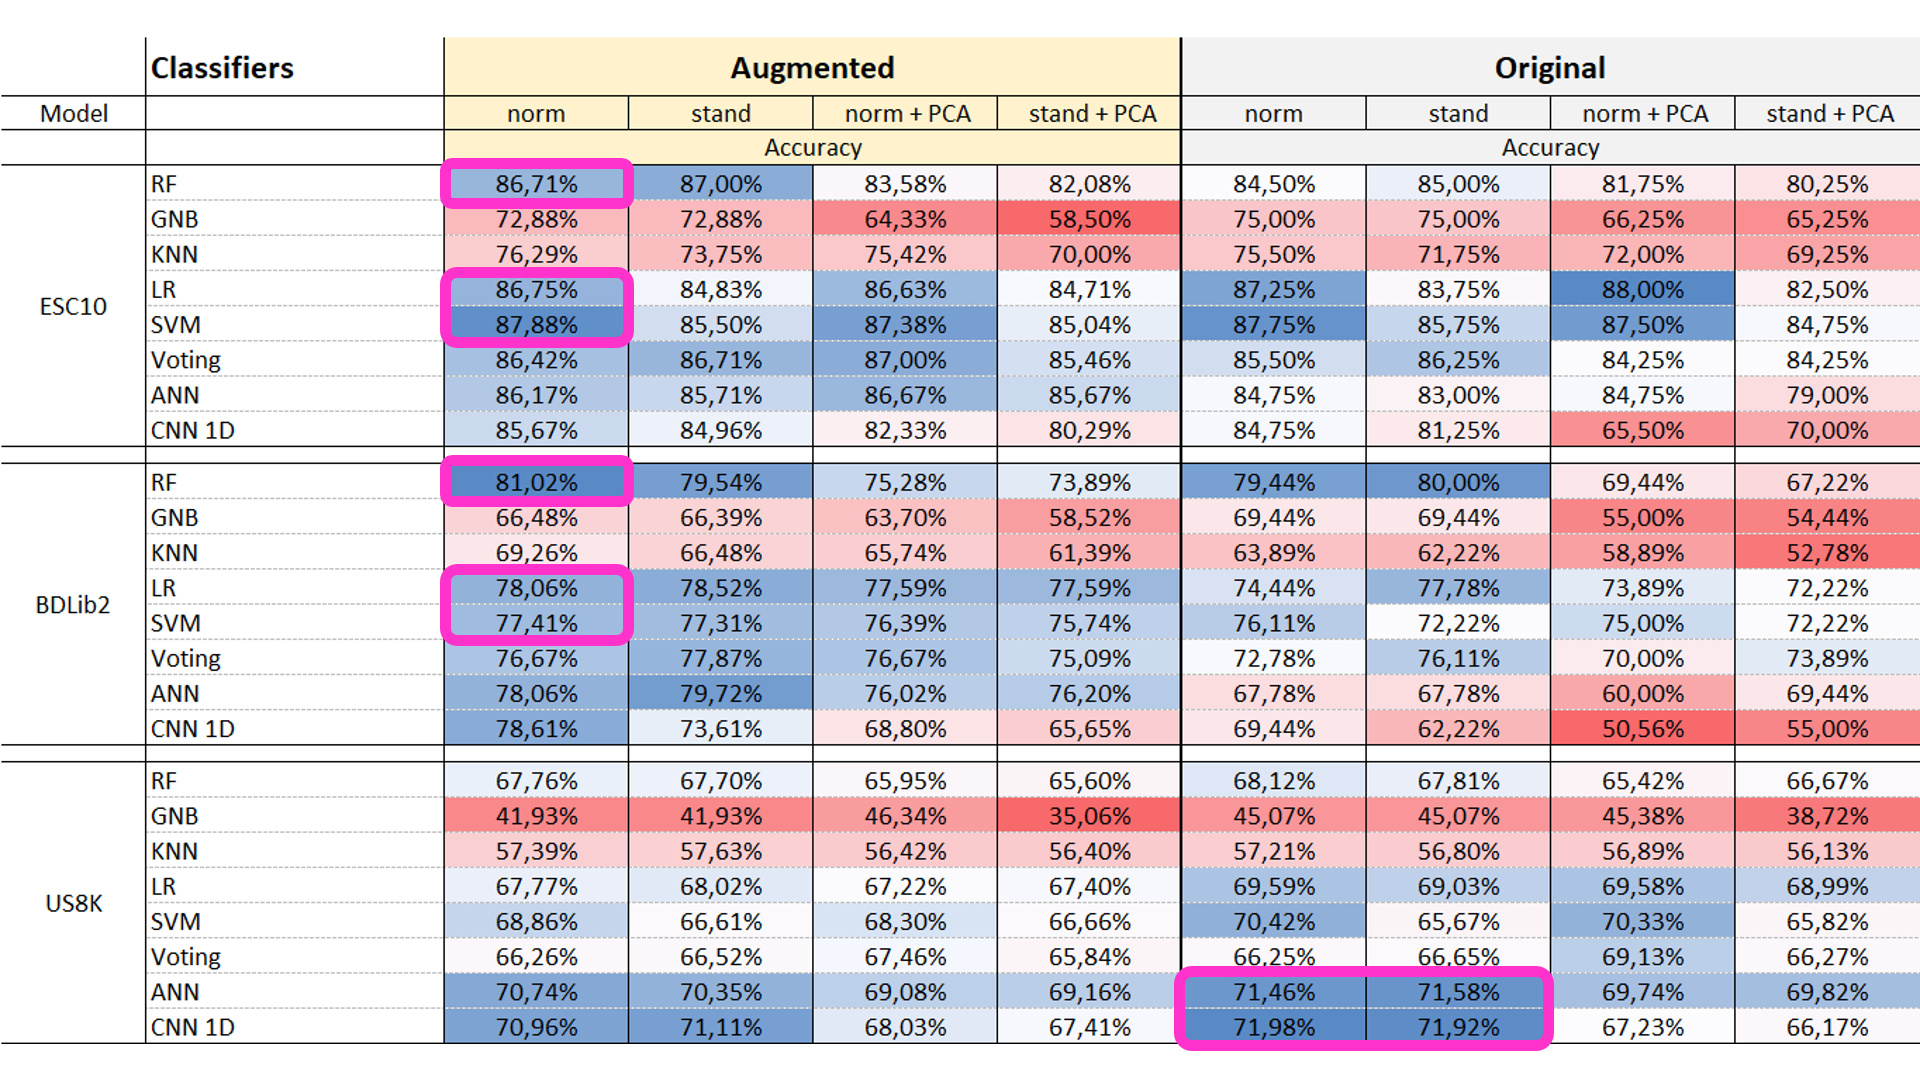 Classifiers Augmented Original
Model norm stand norm + PCA stand + PCA norm stand norm + PCA stand + PCA
Accuracy Accuracy
ESC10
RF 86,71% 87,00% 83,58% 82,08% 84,50% 85,00% 81,75% 80,25%
GNB 72,88% 72,88% 64,33% 58,50% 75,00% 75,00% 66,25% 65,25%
KNN 76,29% 73,75% 75,42% 70,00% 75,50% 71,75% 72,00% 69,25%
LR 86,75% 84,83% 86,63% 84,71% 87,25% 83,75% 88,00% 82,50%
SVM 87,88% 85,50% 87,38% 85,04% 87,75% 85,75% 87,50% 84,75%
Voting 86,42% 86,71% 87,00% 85,46% 85,50% 86,25% 84,25% 84,25%
ANN 86,17% 85,71% 86,67% 85,67% 84,75% 83,00% 84,75% 79,00%
CNN 1D 85,67% 84,96% 82,33% 80,29% 84,75% 81,25% 65,50% 70,00%
BDLib2
RF 81,02% 79,54% 75,28% 73,89% 79,44% 80,00% 69,44% 67,22%
GNB 66,48% 66,39% 63,70% 58,52% 69,44% 69,44% 55,00% 54,44%
KNN 69,26% 66,48% 65,74% 61,39% 63,89% 62,22% 58,89% 52,78%
LR 78,06% 78,52% 77,59% 77,59% 74,44% 77,78% 73,89% 72,22%
SVM 77,41% 77,31% 76,39% 75,74% 76,11% 72,22% 75,00% 72,22%
Voting 76,67% 77,87% 76,67% 75,09% 72,78% 76,11% 70,00% 73,89%
ANN 78,06% 79,72% 76,02% 76,20% 67,78% 67,78% 60,00% 69,44%
CNN 1D 78,61% 73,61% 68,80% 65,65% 69,44% 62,22% 50,56% 55,00%
US8K
RF 67,76% 67,70% 65,95% 65,60% 68,12% 67,81% 65,42% 66,67%
GNB 41,93% 41,93% 46,34% 35,06% 45,07% 45,07% 45,38% 38,72%
KNN 57,39% 57,63% 56,42% 56,40% 57,21% 56,80% 56,89% 56,13%
LR 67,77% 68,02% 67,22% 67,40% 69,59% 69,03% 69,58% 68,99%
SVM 68,86% 66,61% 68,30% 66,66% 70,42% 65,67% 70,33% 65,82%
Voting 66,26% 66,52% 67,46% 65,84% 66,25% 66,65% 69,13% 66,27%
ANN 70,74% 70,35% 69,08% 69,16% 71,46% 71,58% 69,74% 69,82%
CNN 1D 70,96% 71,11% 68,03% 67,41% 71,98% 71,92% 67,23% 66,17%